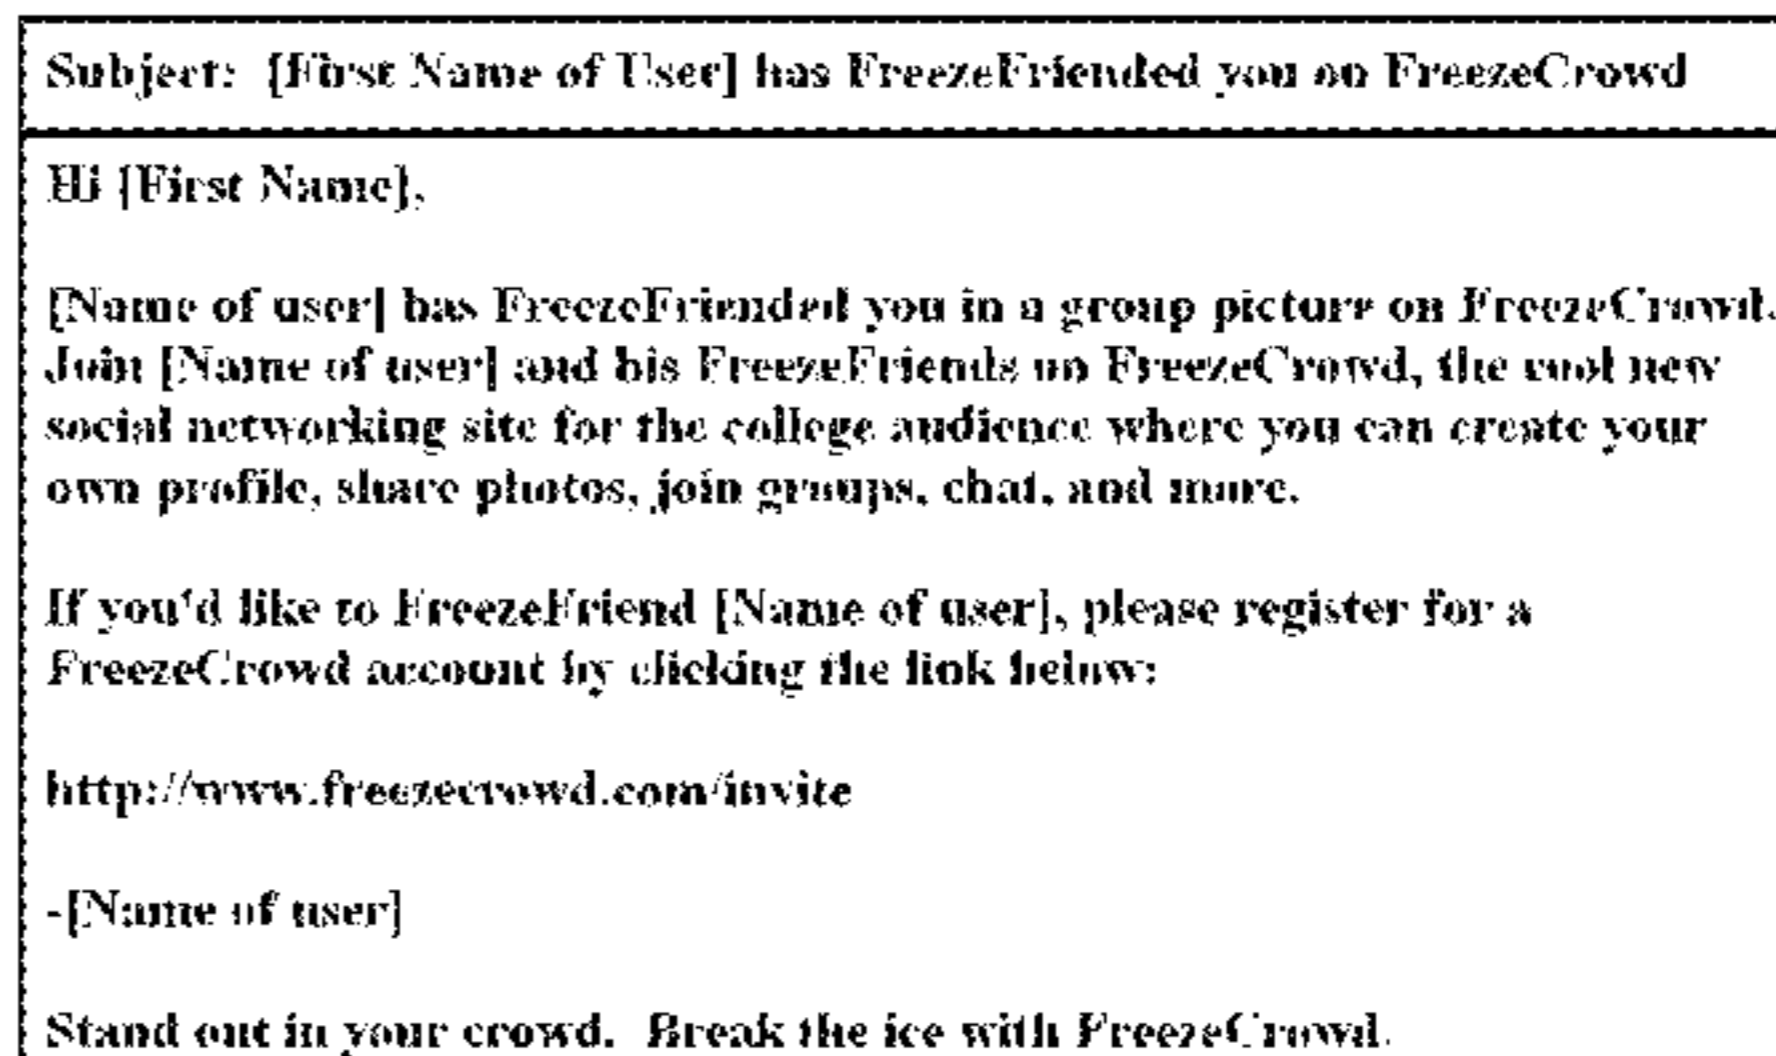 Subject: [First Name of User] has FreezeFriended you on FreezeCrowd
Hi [First Name],
[Name of user] has FreezeFriended you in a group picture on FreezeCrowd.
Join [Name of user] and his FreezeFriends on FreezeCrowd, the cool new
social networking site for the college audience where you can create your
own profile, share photos, join groups, chat, and more.
If you'd like to FreezeFriend [Name of user], please register for a
FreezeCrowd account by clicking the link below:
http://www.freezecrowd.com/invite
-[Name of user]
Stand out in your crowd. Break the ice with FreezeCrowd.